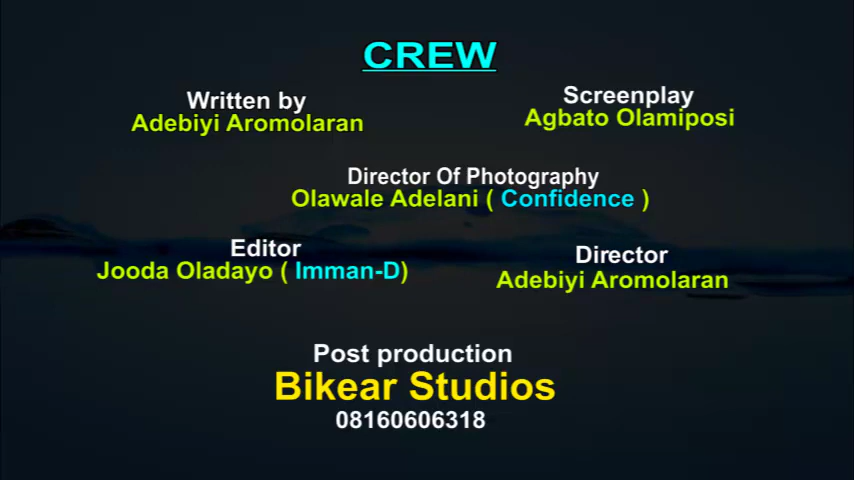 CREW
Written by
Adebiyi Aromolaran
Screenplay
Agbato Olamiposi
Director Of Photography
Olawale Adelani ( Confidence )
Editor
Jooda Oladayo ( Imman-D)
Director
Adebiyi Aromolaran
Post production
Bikear Studios
08160606318